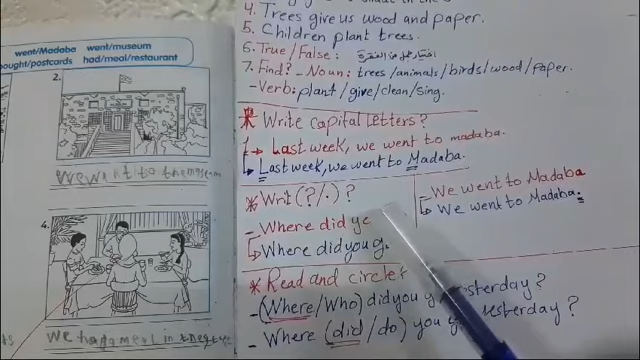 went/Madaba went/museum
bought/postcards had/meal/restaurant
2.
We went to the museum
4.
We had a meal in the
4. Trees give us wood and paper.
5. Children plant trees.
6. True/False:
7. Find? - Noun: trees/animals/birds/wood/paper.
- Verb: plant/give/clean/sing.
* Write capital letters?
Last week, we went to madaba.
Last week, we went to Madaba.
* Writ (?/.) ?
- Where did
Where did you
We went to Madaba
We went to Madaba.
* Read and circle
- (Where/Who) did you yesterday?
- Where (did/do) you yesterday?